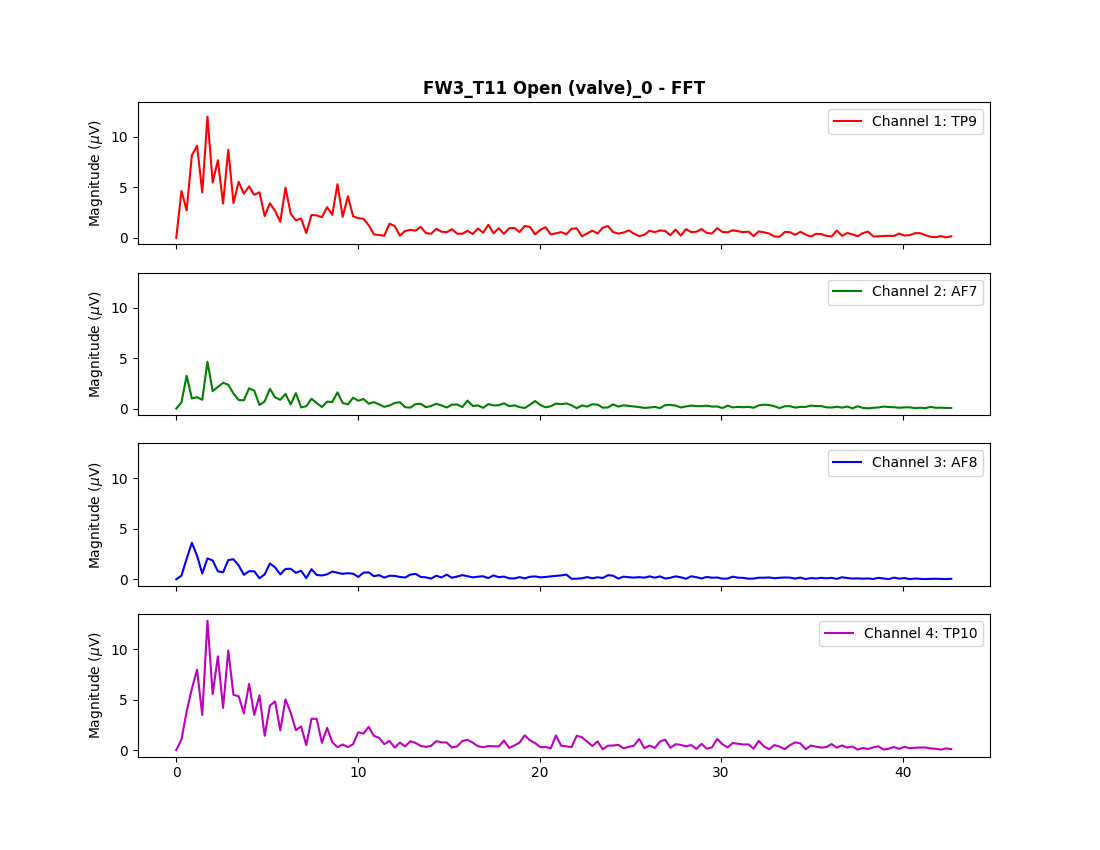 FW3_T11 Open (valve)_0 - FFT
Magnitude (μV)
10
5
0
Channel 1: TP9
Magnitude (μV)
10
5
0
Channel 2: AF7
Magnitude (μV)
10
5
0
Channel 3: AF8
Magnitude (μV)
10
5
0
Channel 4: TP10
0 10 20 30 40